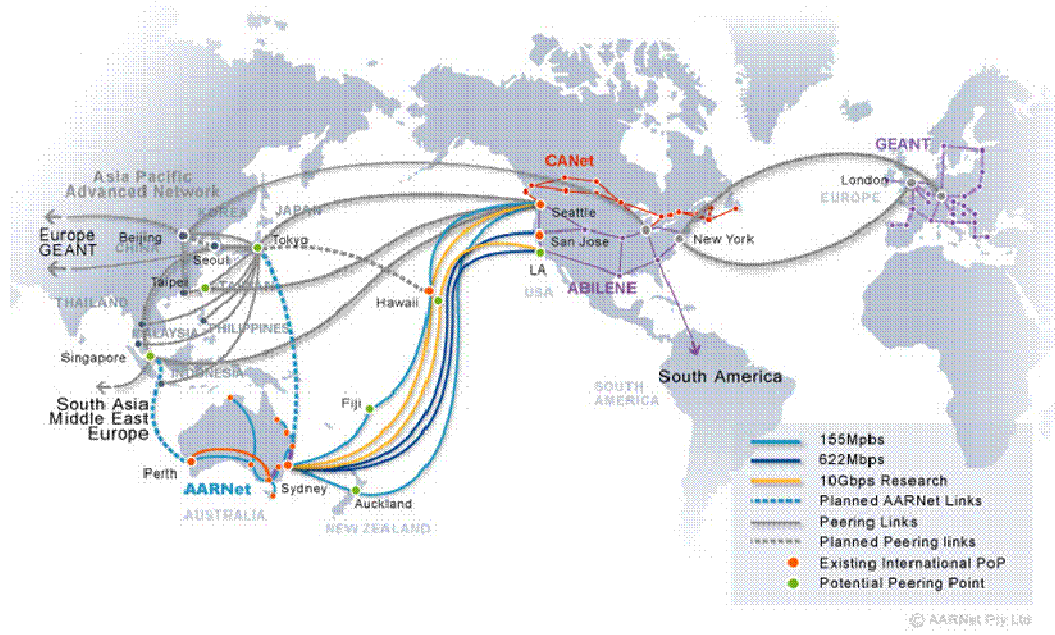 CANet
GEANT
London
EUROPE
Asia Pacific
Advanced Network
KOREA
JAPAN
Seattle
Europe
GEANT
Beijing
Tokyo
San Jose
New York
Seoul
LA
Taipei
TAIWAN
ABILENE
USA
THAILAND
Hawaii
MALAYSIA
PHILIPPINES
Singapore
INDONESIA
South America
South Asia
Middle East
Europe
SOUTH
AMERICA
Fiji
Perth
AARNet
Sydney
AUSTRALIA
Auckland
NEW ZEALAND
155Mpbs
622Mbps
10Gbps Research
Planned AARNet Links
Peering Links
Planned Peering links
Existing International PoP
Potential Peering Point
© AARNet Pty Ltd